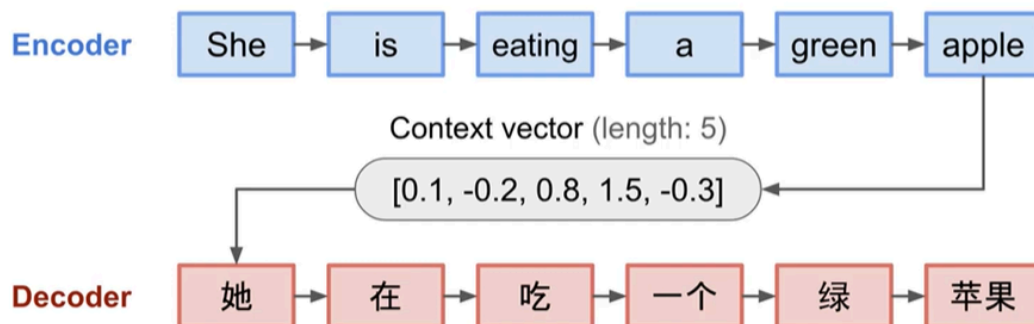 Encoder She is eating a green apple
Context vector (length: 5)
[0.1, -0.2, 0.8, 1.5, -0.3]
Decoder 她 在 吃 一个 绿 苹果